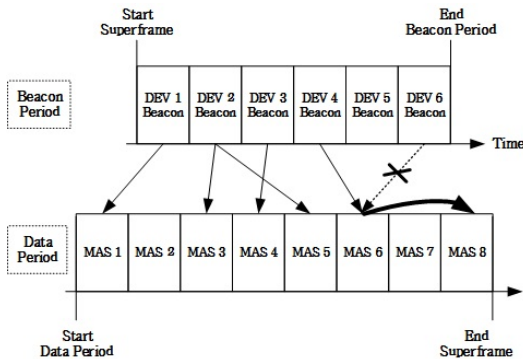 Start
Superframe
End
Beacon Period
Beacon
Period
DEV 1
Beacon
DEV 2
Beacon
DEV 3
Beacon
DEV 4
Beacon
DEV 5
Beacon
DEV 6
Beacon
Time
Data
Period
MAS 1
MAS 2
MAS 3
MAS 4
MAS 5
MAS 6
MAS 7
MAS 8
Start
Data Period
End
Superframe